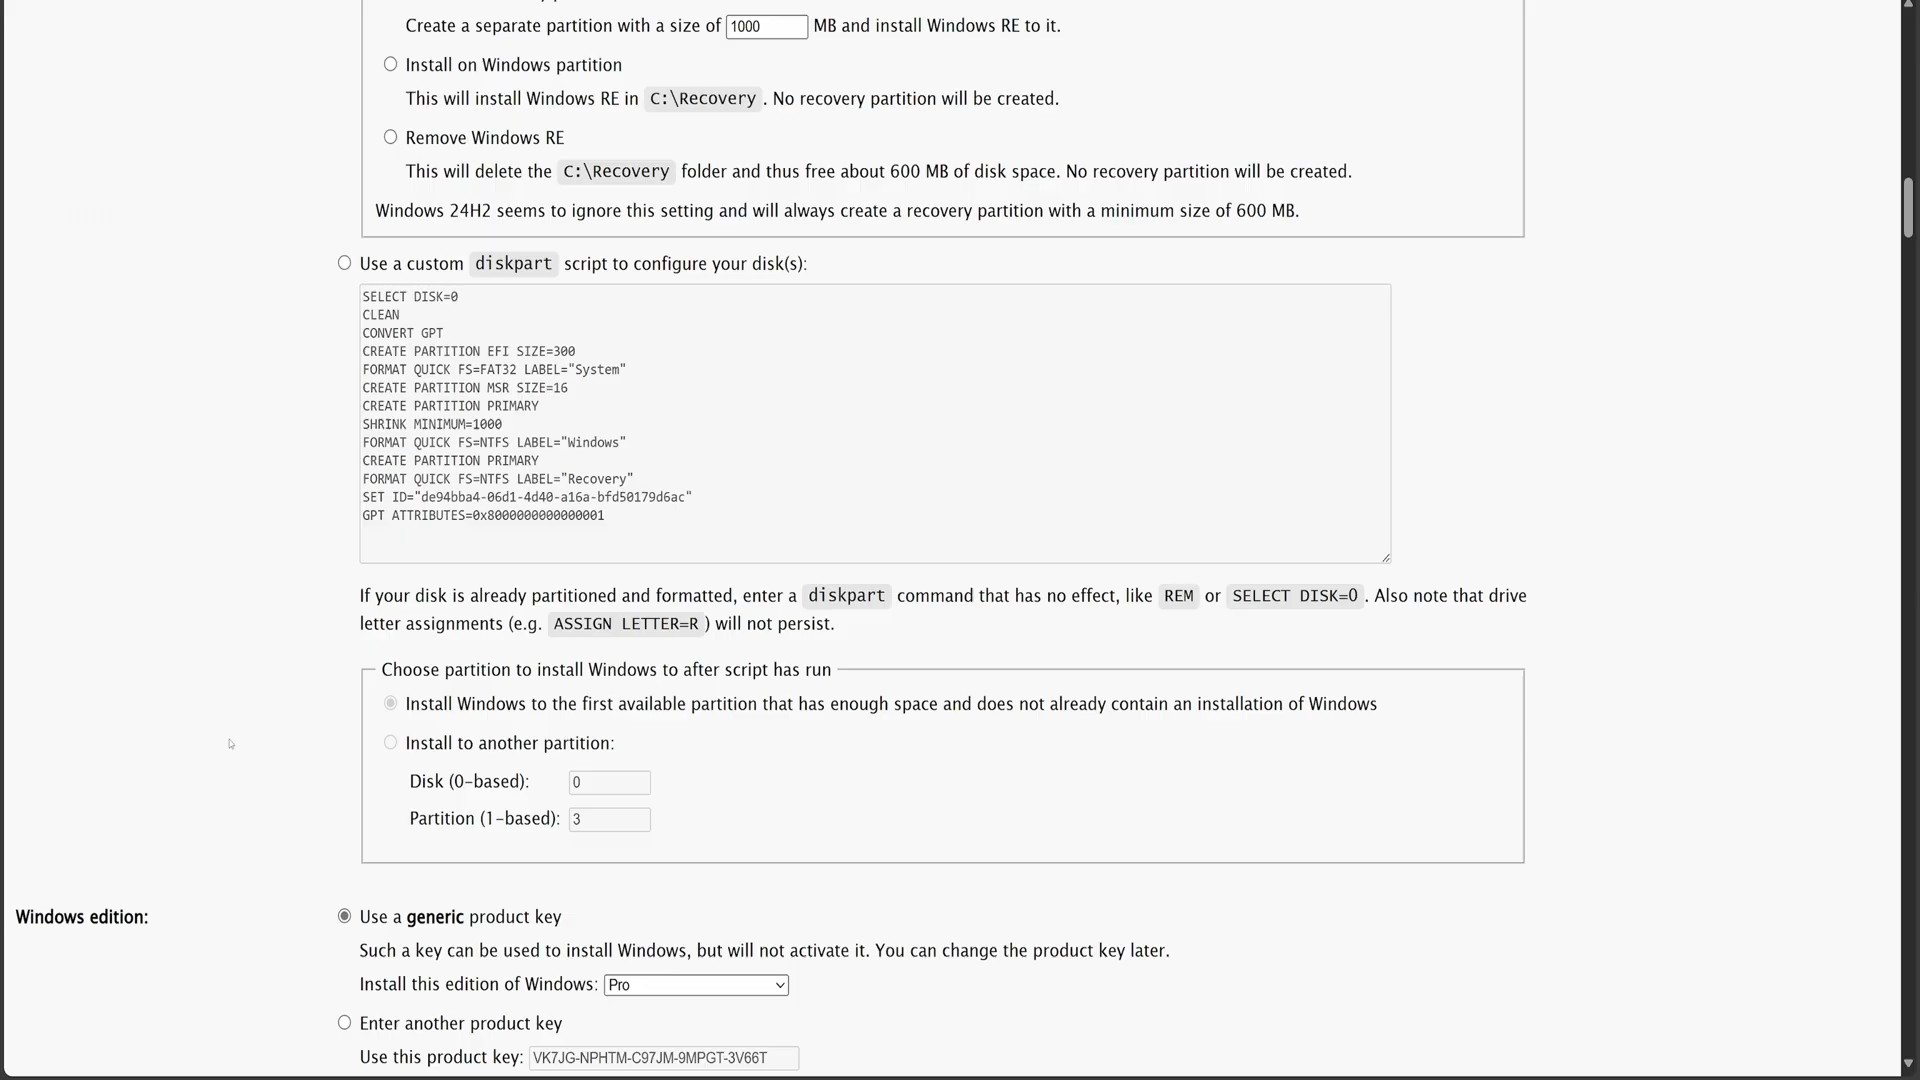 Create a separate partition with a size of 1000 MB and install Windows RE to it.
Install on Windows partition
This will install Windows RE in C:\Recovery. No recovery partition will be created.
Remove Windows RE
This will delete the C:\Recovery folder and thus free about 600 MB of disk space. No recovery partition will be created.
Windows 24H2 seems to ignore this setting and will always create a recovery partition with a minimum size of 600 MB.
Use a custom diskpart script to configure your disk(s):
SELECT DISK=0
CLEAN
CONVERT GPT
CREATE PARTITION EFI SIZE=300
FORMAT QUICK FS=FAT32 LABEL="System"
CREATE PARTITION MSR SIZE=16
CREATE PARTITION PRIMARY
SHRINK MINIMUM=1000
FORMAT QUICK FS=NTFS LABEL="Windows"
CREATE PARTITION PRIMARY
FORMAT QUICK FS=NTFS LABEL="Recovery"
SET ID="de94bba4-06d1-4d40-a16a-bfd50179d6ac"
GPT ATTRIBUTES=0x8000000000000001
If your disk is already partitioned and formatted, enter a diskpart command that has no effect, like REM or SELECT DISK=0. Also note that drive
letter assignments (e.g. ASSIGN LETTER=R) will not persist.
Choose partition to install Windows to after script has run
Install Windows to the first available partition that has enough space and does not already contain an installation of Windows
Install to another partition:
Disk (0-based): 0
Partition (1-based): 3
Windows edition:
Use a generic product key
Such a key can be used to install Windows, but will not activate it. You can change the product key later.
Install this edition of Windows: Pro
Enter another product key
Use this product key: VK7JG-NPHTM-C97JM-9MPGT-3V66T